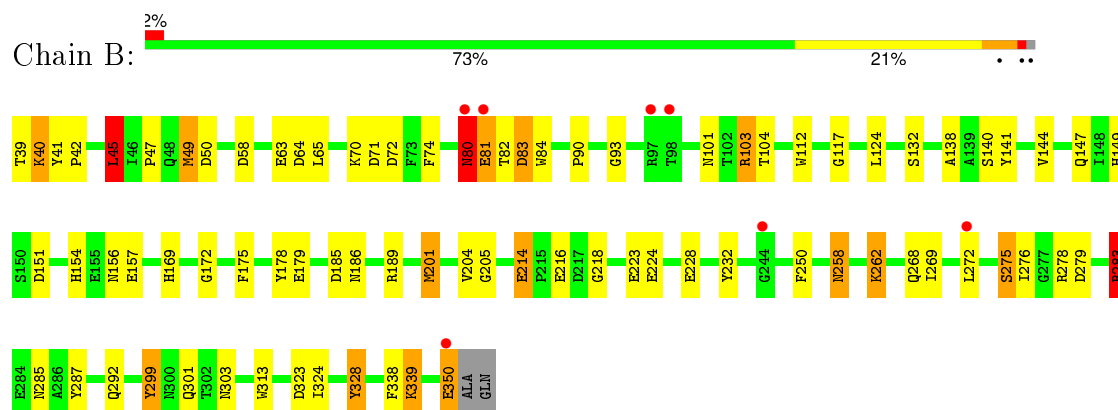 2%
Chain B:
73% 21% • ••
T39 K40 Y41 P42 L45 I46 P47 Q48 M49 D50 D58 E63 D64 L65 K70 D71 D72 F73 F74 N80 E81 T82 D83 W84 P90 G93 R97 T98 N101 T102 R103 T104 W112 G117 L124 S132 A138 A139 S140 Y141 V144 Q147 I148 H149
S150 D151 H154 E155 N156 E157 H169 G172 F175 Y178 E179 D185 N186 R189 M201 V204 G205 E214 P215 E216 D217 G218 E223 E224 E228 Y232 G244 F250 N258 K262 Q268 I269 L272 S275 I276 G277 R278 D279 R283
E284 N285 A286 Y287 Q292 Y299 N300 Q301 T302 N303 W313 D323 I324 Y328 F338 K339 E350 ALA GLN